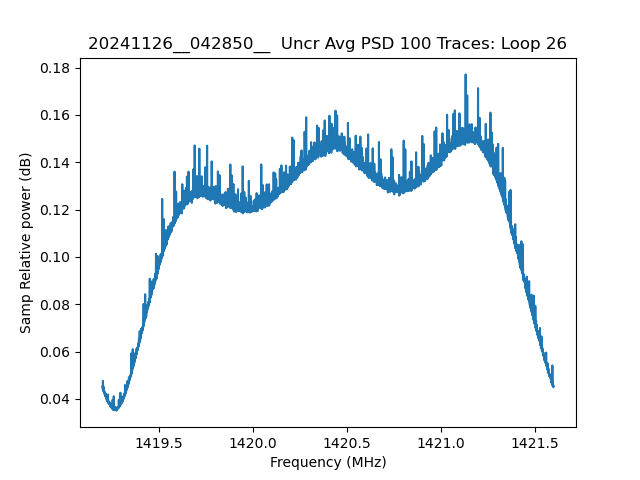 20241126__042850__  Uncr Avg PSD 100 Traces: Loop 26
0.18
0.16
0.14
0.12
0.10
0.08
0.06
0.04
Samp Relative power (dB)
1419.5 1420.0 1420.5 1421.0 1421.5
Frequency (MHz)